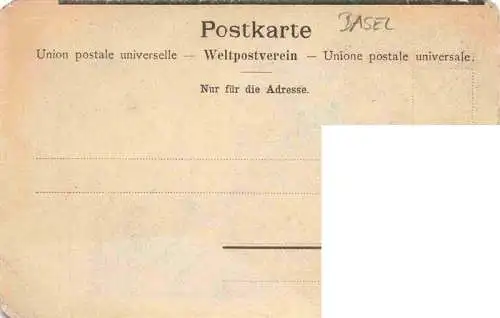 Postkarte BASEL
Union postale universelle — Weltpostverein — Unione postale universale.
Nur für die Adresse.